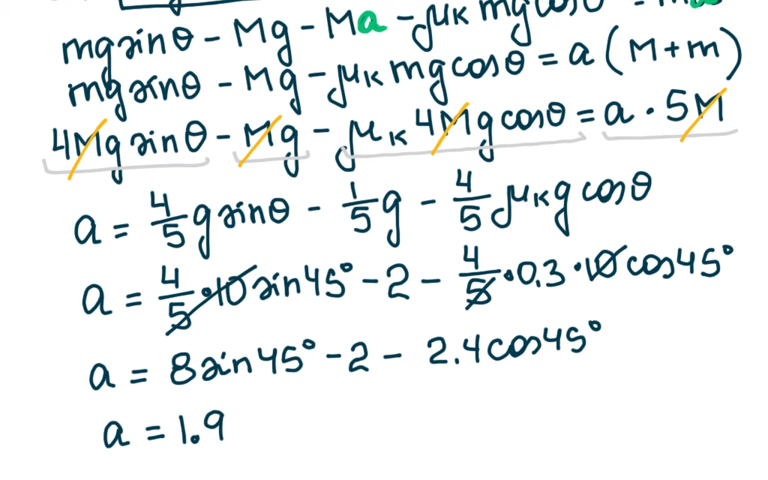 mg sinθ - Mg - Ma - μₖ mg cosθ = ma
mg sinθ - Mg - μₖ mg cosθ = a (M + m)
4Mg sinθ - Mg - μₖ 4Mg cosθ = a · 5M
a = 4/5 g sinθ - 1/5 g - 4/5 μₖ g cosθ
a = 4/5 · 10 sin45° - 2 - 4/5 · 0.3 · 10 cos45°
a = 8 sin45° - 2 - 2.4 cos45°
a = 1.9